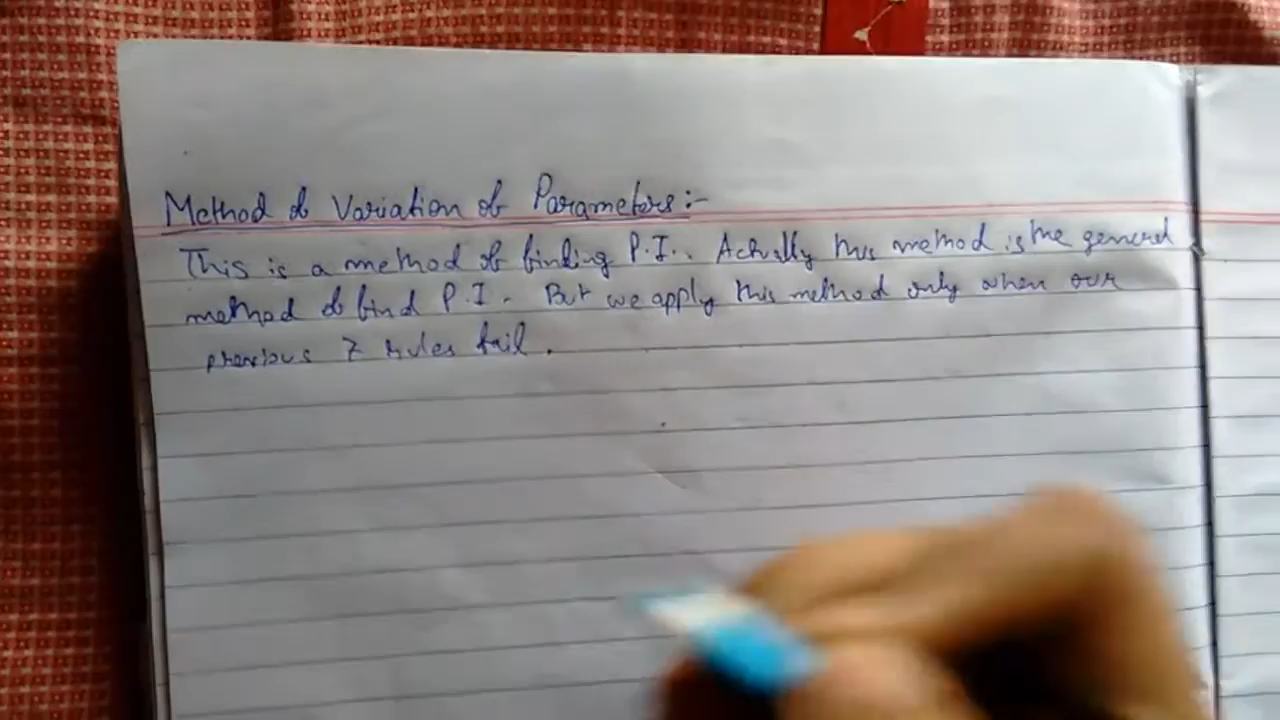 Method of Variation of Parameters:-
This is a method of finding P.I.. Actually this method is the general
method of find P.I. But we apply this method only when our
previous 7 rules fail.